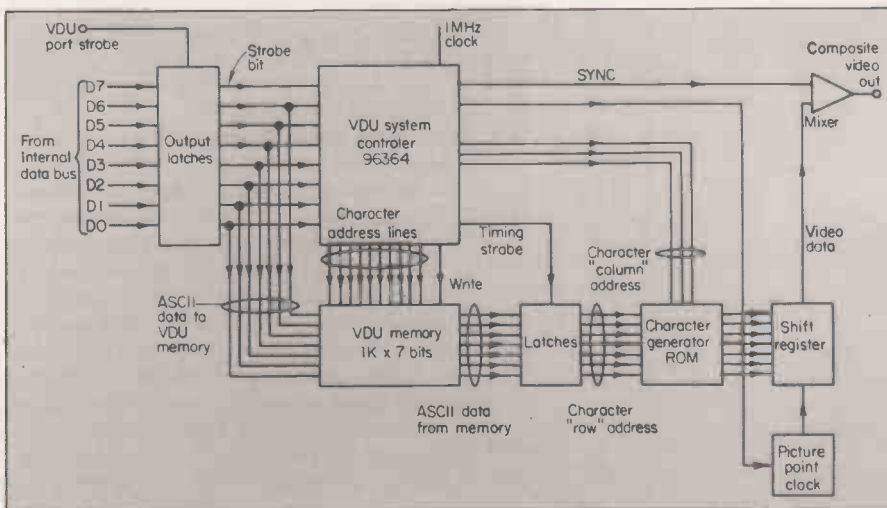 VDU
port strobe
Strobe
bit
1MHz
clock
SYNC
Composite
video
out
Mixer
D7
D6
D5
D4
D3
D2
D1
D0
From
internal
data bus
Output
latches
VDU system
controler
96364
Character
address lines
Timing
strobe
Write
Character
"column"
address
Video
data
ASCII
data to
VDU
memory
VDU memory
1K x 7 bits
Latches
Character
generator
ROM
Shift
register
ASCII data
from memory
Character
"row" address
Picture
point
clock